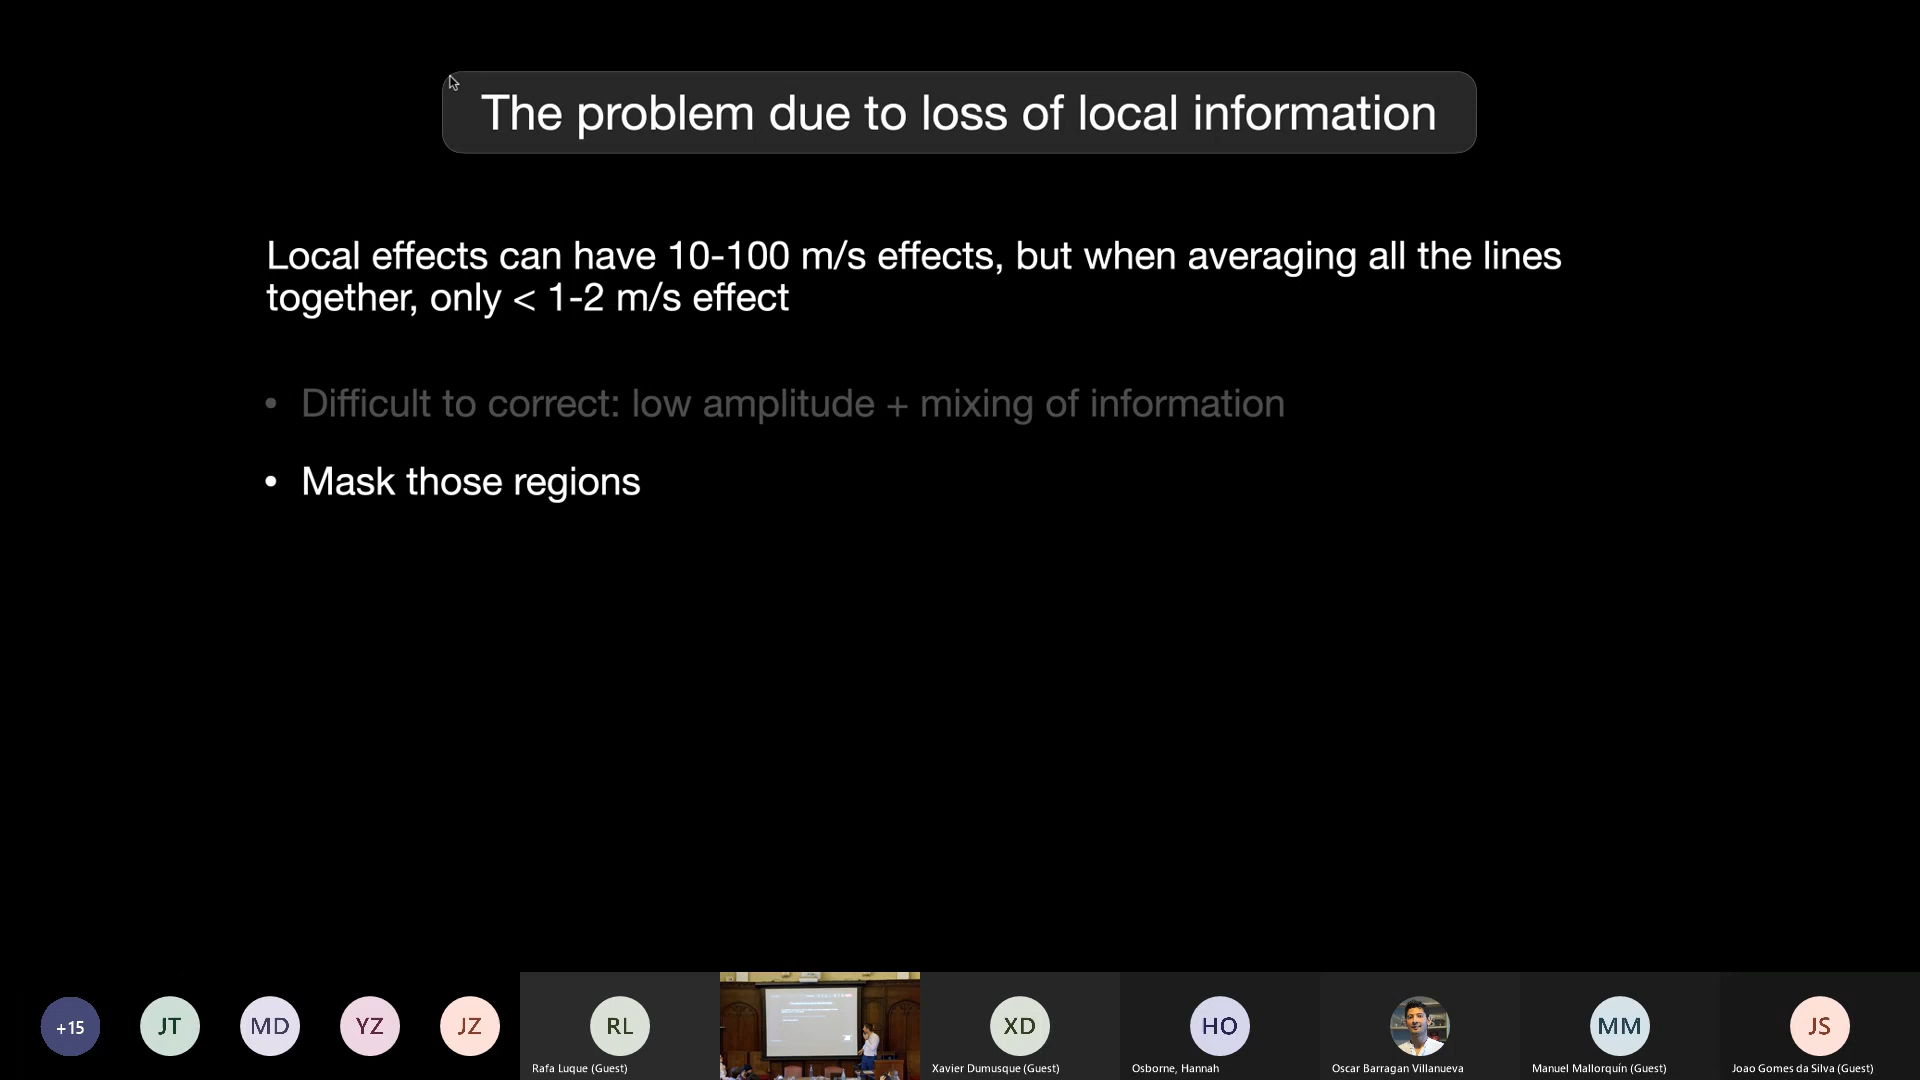 The problem due to loss of local information
Local effects can have 10-100 m/s effects, but when averaging all the lines
together, only < 1-2 m/s effect
• Difficult to correct: low amplitude + mixing of information
• Mask those regions
+15
JT
MD
YZ
JZ
RL
Rafa Luque (Guest)
XD
Xavier Dumusque (Guest)
HO
Osborne, Hannah
Oscar Barragan Villanueva
MM
Manuel Mallorquín (Guest)
JS
Joao Gomes da Silva (Guest)